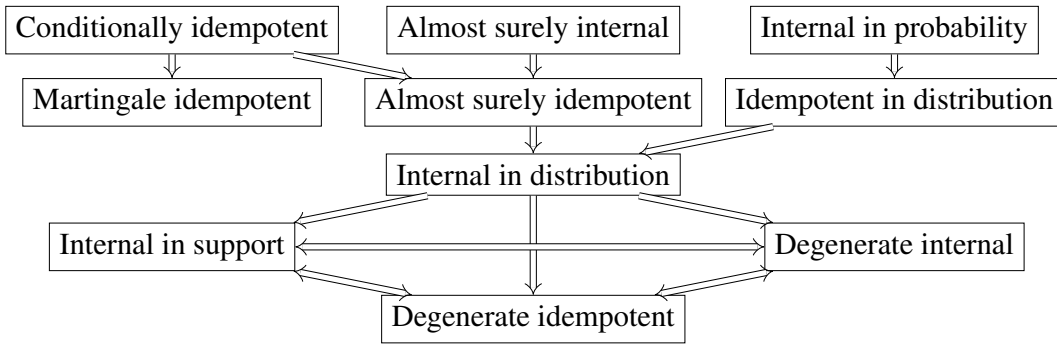 Conditionally idempotent
Almost surely internal
Internal in probability
Martingale idempotent
Almost surely idempotent
Idempotent in distribution
Internal in distribution
Internal in support
Degenerate internal
Degenerate idempotent